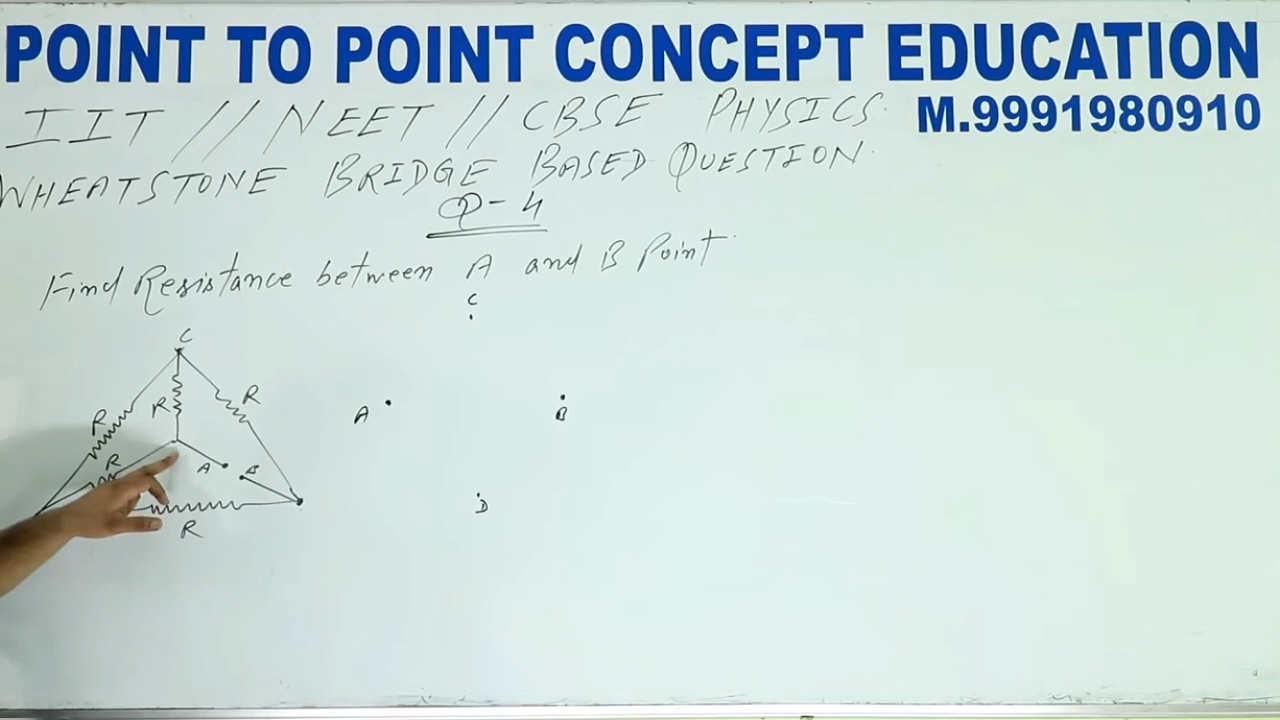 POINT TO POINT CONCEPT EDUCATION
IIT // NEET // CBSE PHYSICS.
M.9991980910
WHEATSTONE BRIDGE BASED QUESTION.
Q-4
Find Resistance between A and B Point.
C
C
R
R
R
A
B
R
A
B
D
R